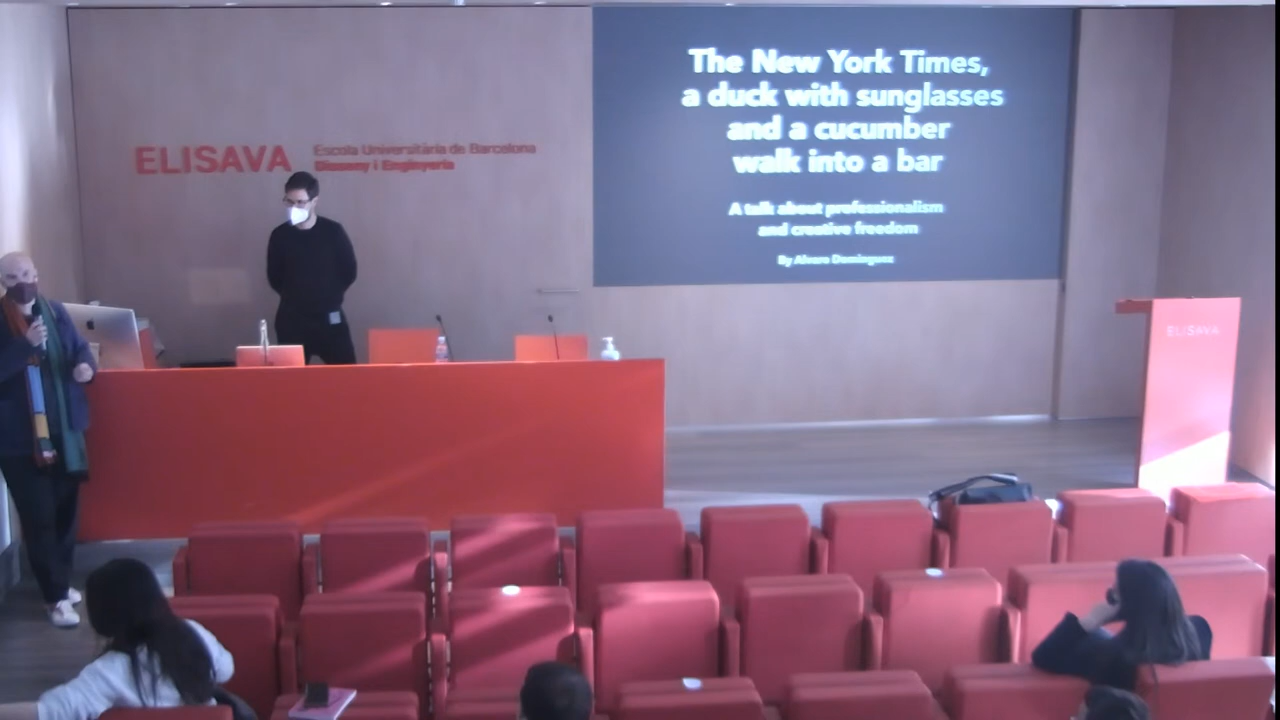 The New York Times,
a duck with sunglasses
and a cucumber
walk into a bar
A talk about professionalism
and creative freedom
By Alvaro Dominguez
ELISAVA
Escola Universitària de Barcelona
Disseny i Enginyeria
ELISAVA